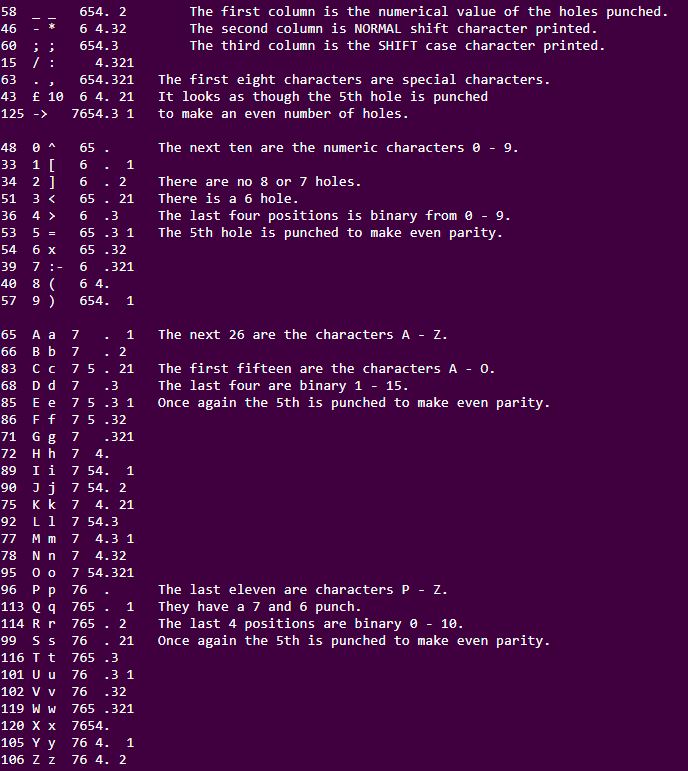 58  _ _   654. 2        The first column is the numerical value of the holes punched.
46  - *   6 4.32        The second column is NORMAL shift character printed.
60  ; ;   654.3         The third column is the SHIFT case character printed.
15  / :     4.321
63  . ,   654.321   The first eight characters are special characters.
43  £ 10  6 4. 21   It looks as though the 5th hole is punched
125 ->   7654.3 1   to make an even number of holes.

48  0 ^   65 .      The next ten are the numeric characters 0 - 9.
33  1 [   6  .  1
34  2 ]   6  . 2    There are no 8 or 7 holes.
51  3 <   65 . 21   There is a 6 hole.
36  4 >   6  .3     The last four positions is binary from 0 - 9.
53  5 =   65 .3 1   The 5th hole is punched to make even parity.
54  6 x   65 .32
39  7 :-  6  .321
40  8 (   6 4.
57  9 )   654.  1

65  A a  7   .  1   The next 26 are the characters A - Z.
66  B b  7   . 2
83  C c  7 5 . 21   The first fifteen are the characters A - O.
68  D d  7   .3     The last four are binary 1 - 15.
85  E e  7 5 .3 1   Once again the 5th is punched to make even parity.
86  F f  7 5 .32
71  G g  7   .321
72  H h  7  4.
89  I i  7 54.  1
90  J j  7 54. 2
75  K k  7  4. 21
92  L l  7 54.3
77  M m  7  4.3 1
78  N n  7  4.32
95  O o  7 54.321
96  P p  76  .      The last eleven are characters P - Z.
113 Q q  765 .  1   They have a 7 and 6 punch.
114 R r  765 . 2    The last 4 positions are binary 0 - 10.
99  S s  76  . 21   Once again the 5th is punched to make even parity.
116 T t  765 .3
101 U u  76  .3 1
102 V v  76  .32
119 W w  765 .321
120 X x  7654.
105 Y y  76 4.  1
106 Z z  76 4. 2